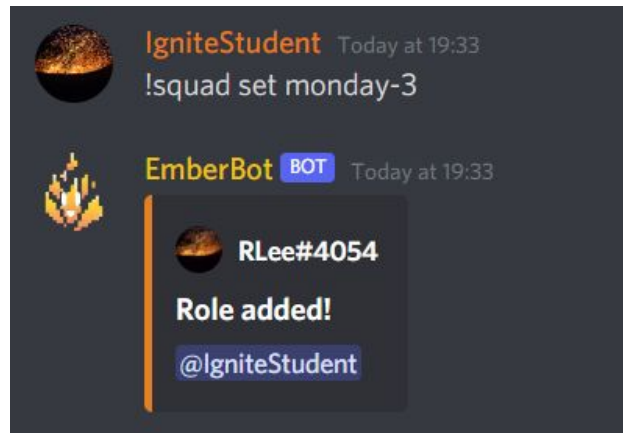 IgniteStudent Today at 19:33
!squad set monday-3
EmberBot BOT Today at 19:33
RLee#4054
Role added!
@IgniteStudent